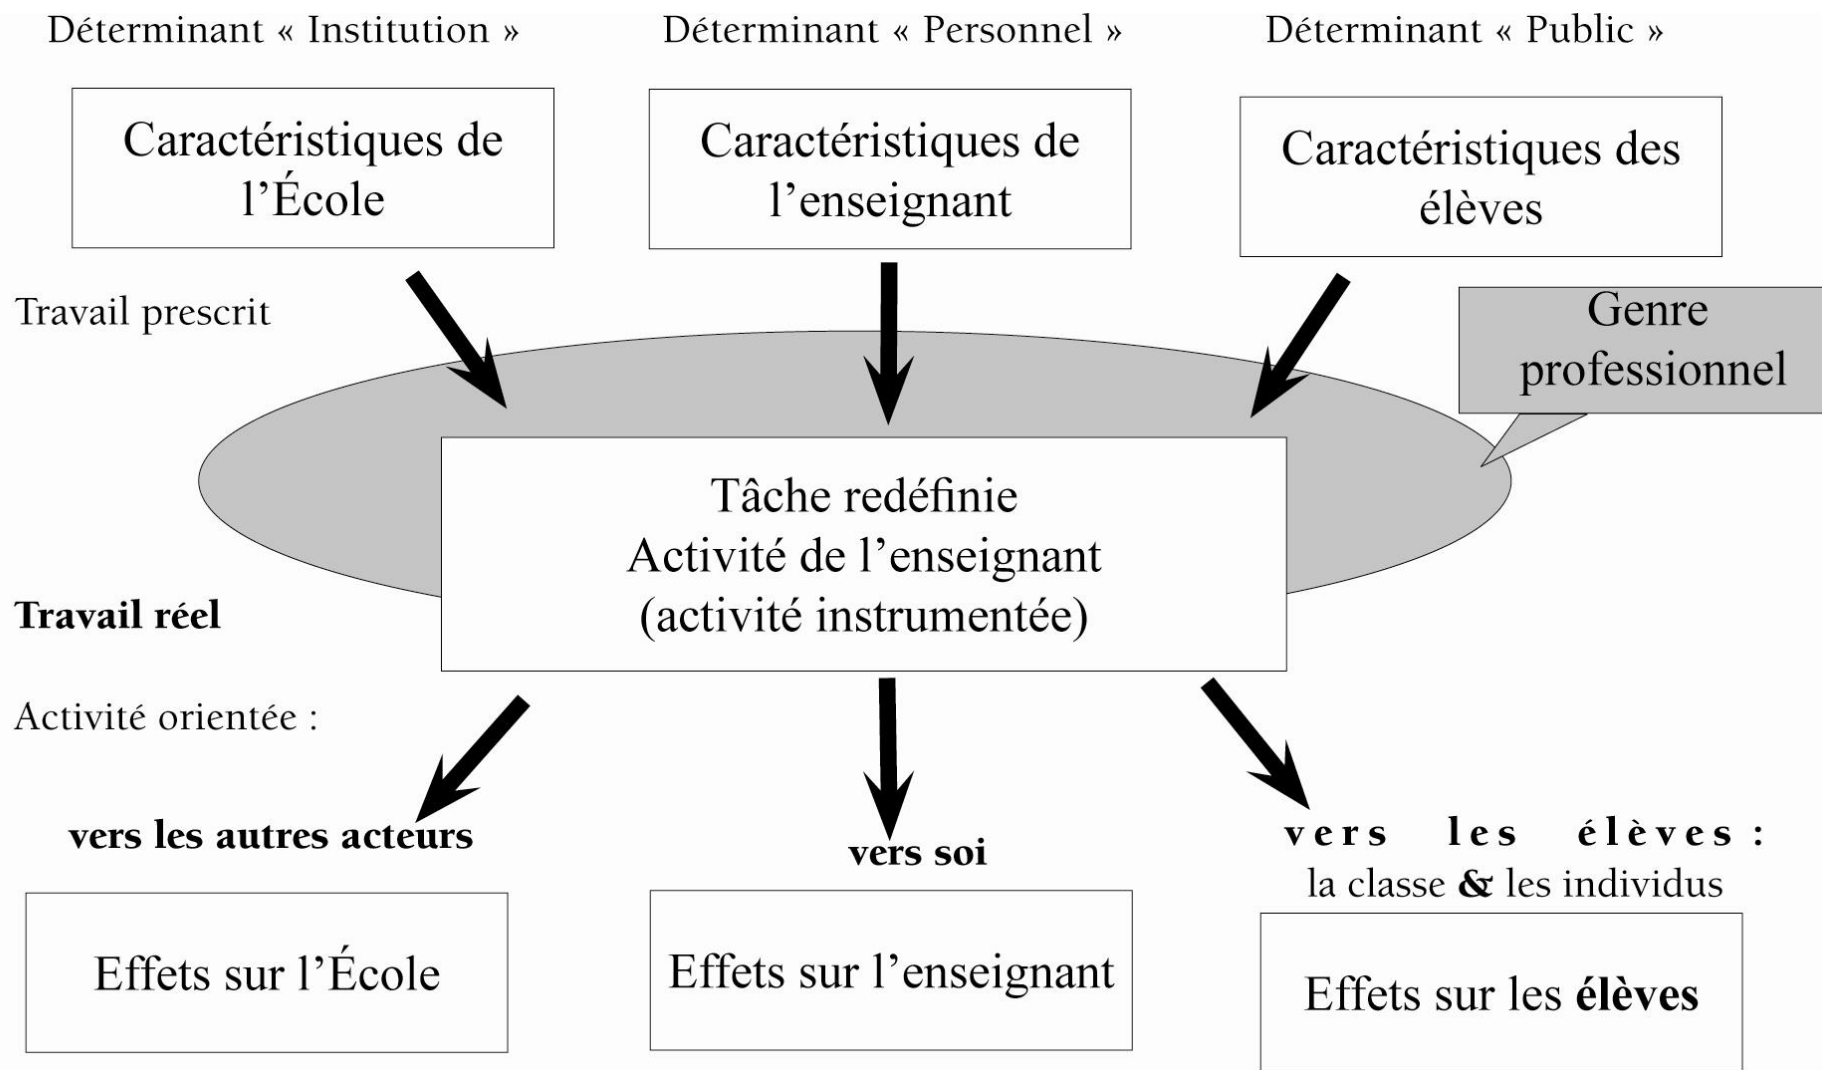 Déterminant « Institution »
Déterminant « Personnel »
Déterminant « Public »
Caractéristiques de
l’École
Caractéristiques de
l’enseignant
Caractéristiques des
élèves
Travail prescrit
Genre
professionnel
Tâche redéfinie
Activité de l’enseignant
(activité instrumentée)
Travail réel
Activité orientée :
vers les autres acteurs
vers soi
vers les élèves :
la classe & les individus
Effets sur l’École
Effets sur l’enseignant
Effets sur les élèves